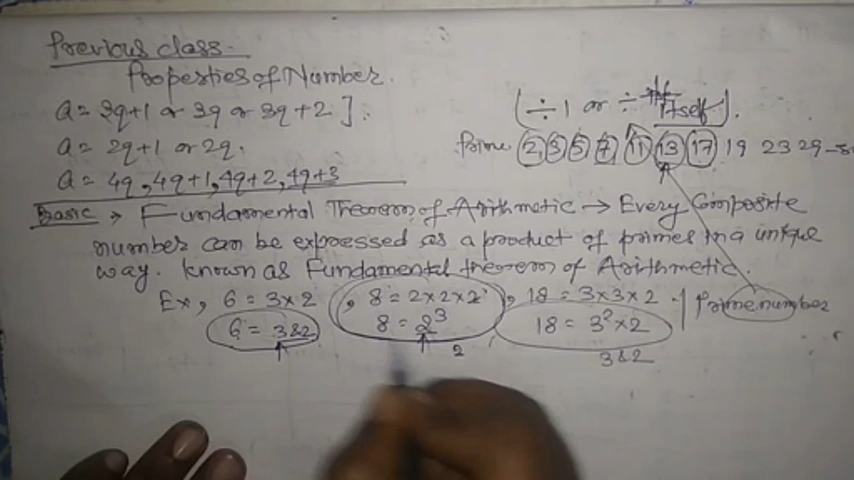 Previous class.
Properties of Number.
a = 3q+1 or 3q or 3q+2 ]
(÷1 or ÷ itself).
a = 2q+1 or 2q.
Prime 2, 3, 5, 7, 11, 13, 17, 19 23 29
a = 4q, 4q+1, 4q+2, 4q+3
Basic → Fundamental Theorem of Arithmetic → Every Composite
number can be expressed as a product of primes in a unique
way. known as Fundamental theorem of Arithmetic.
Ex, 6 = 3×2, 8 = 2×2×2, 18 = 3×3×2 | Prime number
6 = 3&2 8 = 2³ 18 = 3²×2
2 3&2